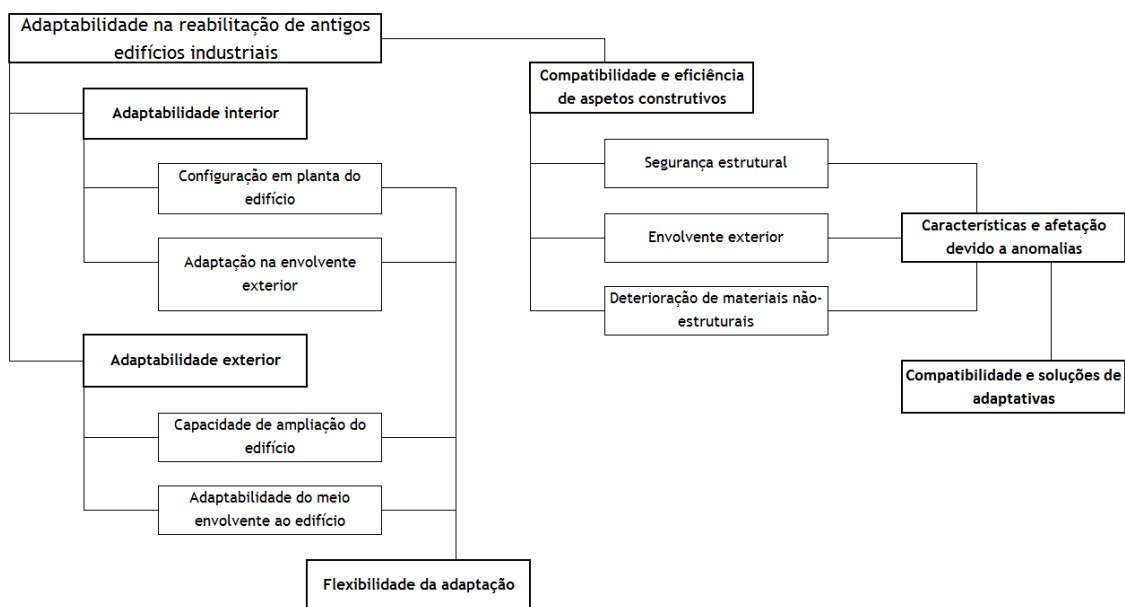 Adaptabilidade na reabilitação de antigos
edifícios industriais
Adaptabilidade interior
Configuração em planta do
edifício
Adaptação na envolvente
exterior
Adaptabilidade exterior
Capacidade de ampliação do
edifício
Adaptabilidade do meio
envolvente ao edifício
Flexibilidade da adaptação
Compatibilidade e eficiência
de aspetos construtivos
Segurança estrutural
Envolvente exterior
Deterioração de materiais não-
estruturais
Características e afetação
devido a anomalias
Compatibilidade e soluções de
adaptativas